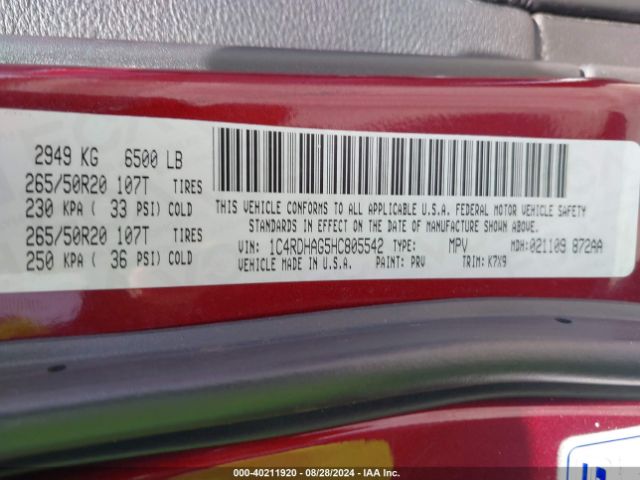 2949 KG 6500 LB
265/50R20 107T TIRES
230 KPA ( 33 PSI) COLD
265/50R20 107T TIRES
250 KPA ( 36 PSI) COLD
THIS VEHICLE CONFORMS TO ALL APPLICABLE U.S.A. FEDERAL MOTOR VEHICLE SAFETY
STANDARDS IN EFFECT ON THE DATE OF MANUFACTURE SHOWN ABOVE.
VIN: 1C4RDHAG5HC805542 TYPE: MPV MDH:021109 872AA
VEHICLE MADE IN U.S.A. PAINT: PRV TRIM: K7X9
000-40211920 - 08/28/2024 - IAA Inc.